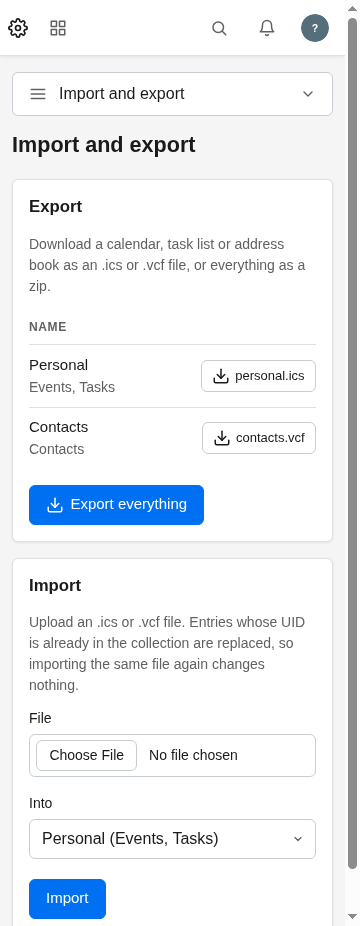 ?
Import and export
Import and export
Export
Download a calendar, task list or address
book as an .ics or .vcf file, or everything as a
zip.
NAME
Personal
Events, Tasks
personal.ics
Contacts
Contacts
contacts.vcf
Export everything
Import
Upload an .ics or .vcf file. Entries whose UID
is already in the collection are replaced, so
importing the same file again changes
nothing.
File
Choose File No file chosen
Into
Personal (Events, Tasks)
Import